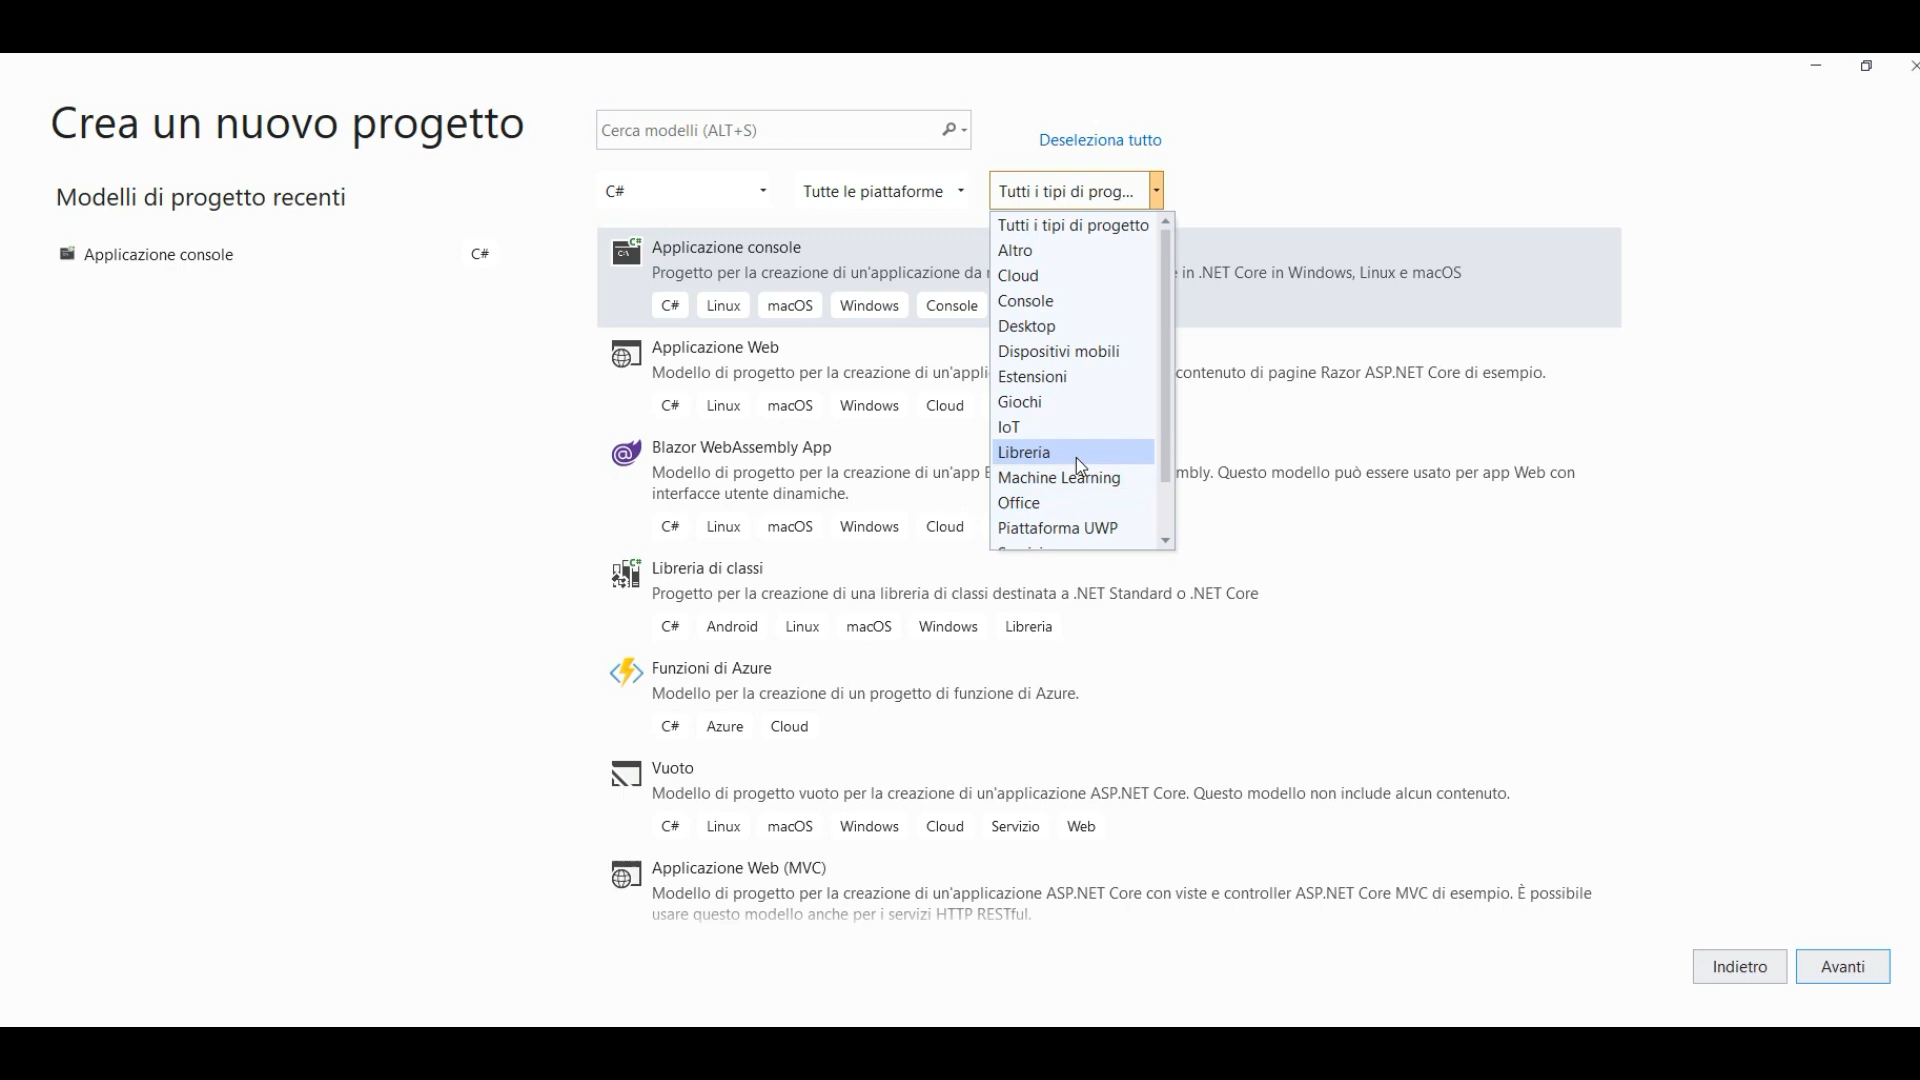 Crea un nuovo progetto
Modelli di progetto recenti
Applicazione console C#
Cerca modelli (ALT+S)
Deseleziona tutto
C# Tutte le piattaforme Tutti i tipi di prog...
Tutti i tipi di progetto
Altro
Cloud
Console
Desktop
Dispositivi mobili
Estensioni
Giochi
IoT
Libreria
Machine Learning
Office
Piattaforma UWP
Applicazione console
Progetto per la creazione di un'applicazione da in .NET Core in Windows, Linux e macOS
C# Linux macOS Windows Console
Applicazione Web
Modello di progetto per la creazione di un'appli contenuto di pagine Razor ASP.NET Core di esempio.
C# Linux macOS Windows Cloud
Blazor WebAssembly App
Modello di progetto per la creazione di un'app mbly. Questo modello può essere usato per app Web con
interfacce utente dinamiche.
C# Linux macOS Windows Cloud
Libreria di classi
Progetto per la creazione di una libreria di classi destinata a .NET Standard o .NET Core
C# Android Linux macOS Windows Libreria
Funzioni di Azure
Modello per la creazione di un progetto di funzione di Azure.
C# Azure Cloud
Vuoto
Modello di progetto vuoto per la creazione di un'applicazione ASP.NET Core. Questo modello non include alcun contenuto.
C# Linux macOS Windows Cloud Servizio Web
Applicazione Web (MVC)
Modello di progetto per la creazione di un'applicazione ASP.NET Core con viste e controller ASP.NET Core MVC di esempio. È possibile
usare questo modello anche per i servizi HTTP RESTful.
Indietro Avanti